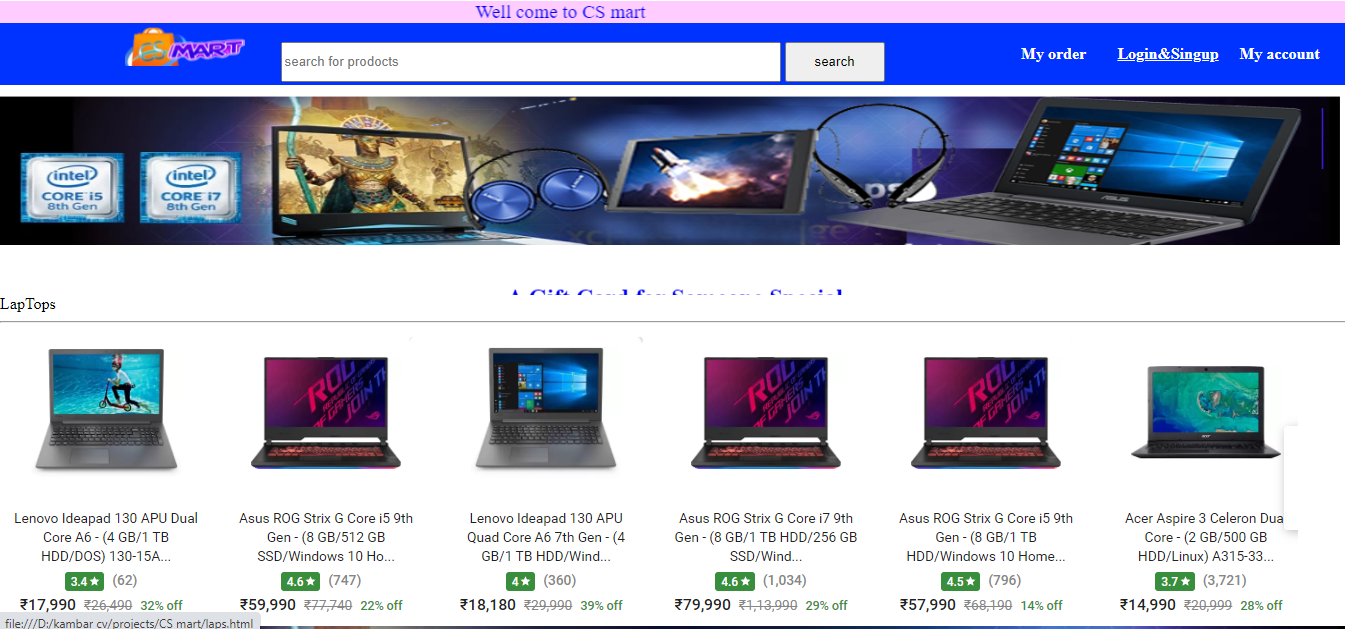 Well come to CS mart
CS MART
search for prodocts
search
My order
Login&Singup
My account
intel
CORE i5
8th Gen
intel
CORE i7
8th Gen
ASUS
A Gift Card for Someone Special
LapTops
Lenovo Ideapad 130 APU Dual
Core A6 - (4 GB/1 TB
HDD/DOS) 130-15A...
3.4★ (62)
₹17,990 ₹26,490 32% off
Asus ROG Strix G Core i5 9th
Gen - (8 GB/512 GB
SSD/Windows 10 Ho...
4.6★ (747)
₹59,990 ₹77,740 22% off
Lenovo Ideapad 130 APU
Quad Core A6 7th Gen - (4
GB/1 TB HDD/Wind...
4★ (360)
₹18,180 ₹29,990 39% off
Asus ROG Strix G Core i7 9th
Gen - (8 GB/1 TB HDD/256 GB
SSD/Wind...
4.6★ (1,034)
₹79,990 ₹1,13,990 29% off
Asus ROG Strix G Core i5 9th
Gen - (8 GB/1 TB
HDD/Windows 10 Home...
4.5★ (796)
₹57,990 ₹68,190 14% off
Acer Aspire 3 Celeron Dua
Core - (2 GB/500 GB
HDD/Linux) A315-33...
3.7★ (3,721)
₹14,990 ₹20,999 28% off
file:///D:/kambar cv/projects/CS mart/laps.html